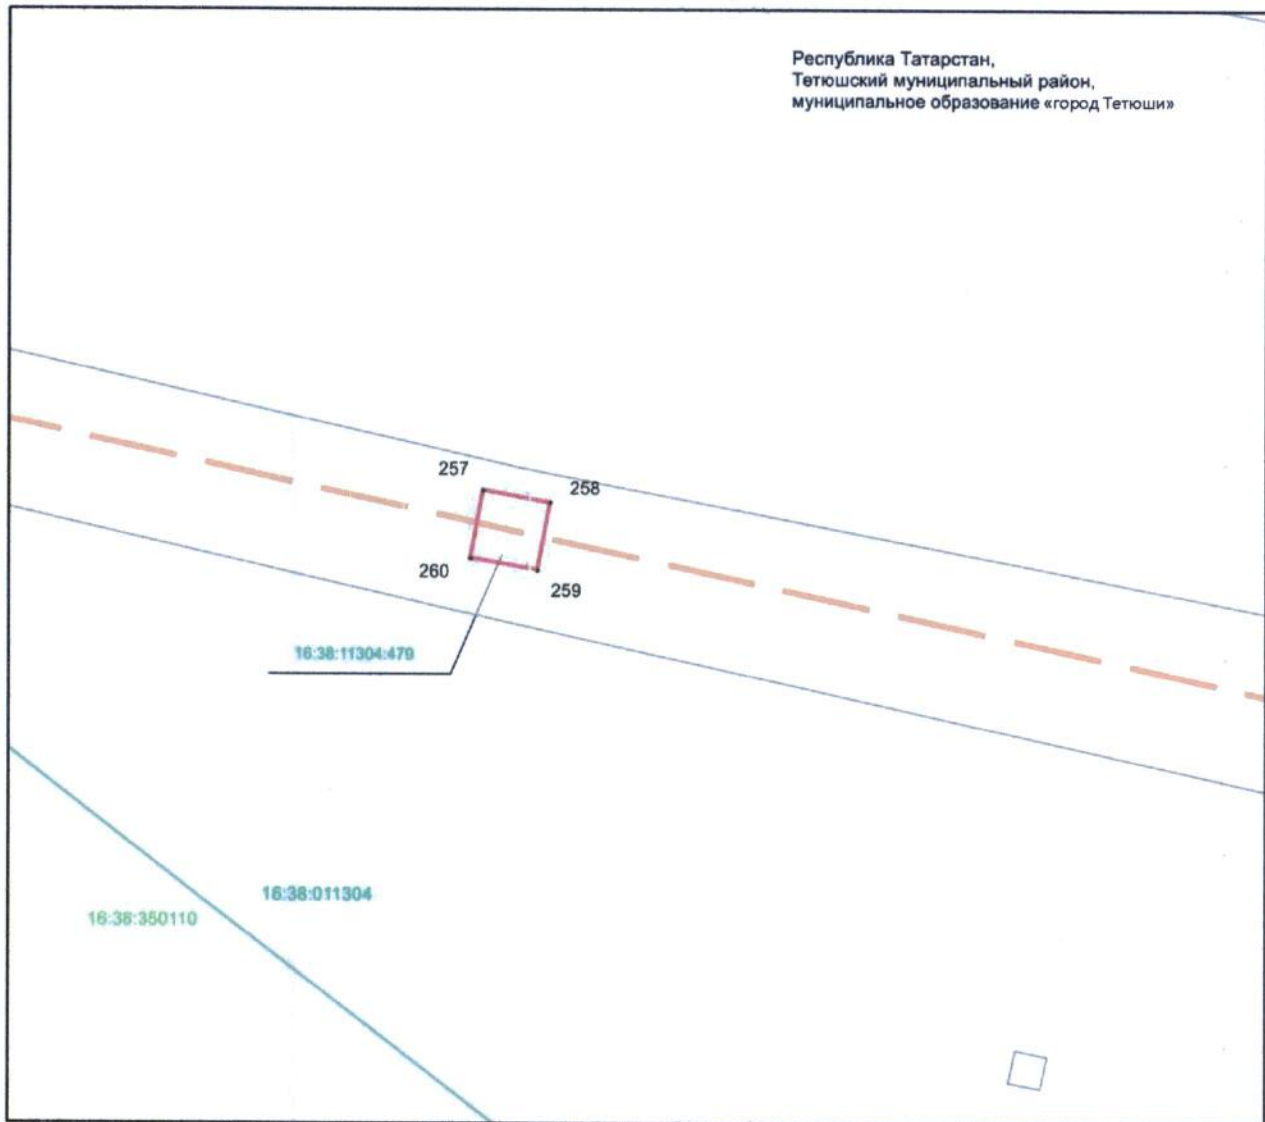 Республика Татарстан,
Тетюшский муниципальный район,
муниципальное образование «город Тетюши»
257
258
260
259
16:38:11304:479
16:38:011304
16:38:350110